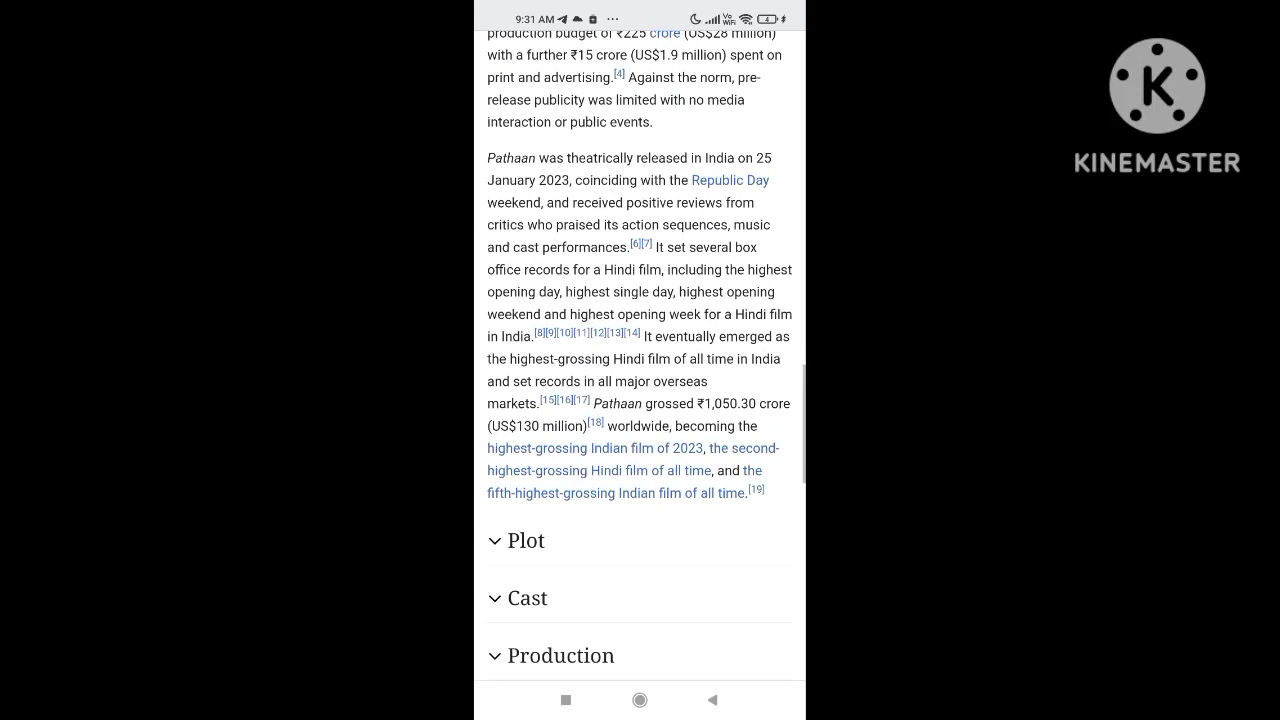 9:31 AM
Vo
WiFi
4
production budget of ₹225 crore (US$28 million)
with a further ₹15 crore (US$1.9 million) spent on
print and advertising.[4] Against the norm, pre-
release publicity was limited with no media
interaction or public events.
Pathaan was theatrically released in India on 25
January 2023, coinciding with the Republic Day
weekend, and received positive reviews from
critics who praised its action sequences, music
and cast performances.[6][7] It set several box
office records for a Hindi film, including the highest
opening day, highest single day, highest opening
weekend and highest opening week for a Hindi film
in India.[8][9][10][11][12][13][14] It eventually emerged as
the highest-grossing Hindi film of all time in India
and set records in all major overseas
markets.[15][16][17] Pathaan grossed ₹1,050.30 crore
(US$130 million)[18] worldwide, becoming the
highest-grossing Indian film of 2023, the second-
highest-grossing Hindi film of all time, and the
fifth-highest-grossing Indian film of all time.[19]
Plot
Cast
Production
K
KINEMASTER